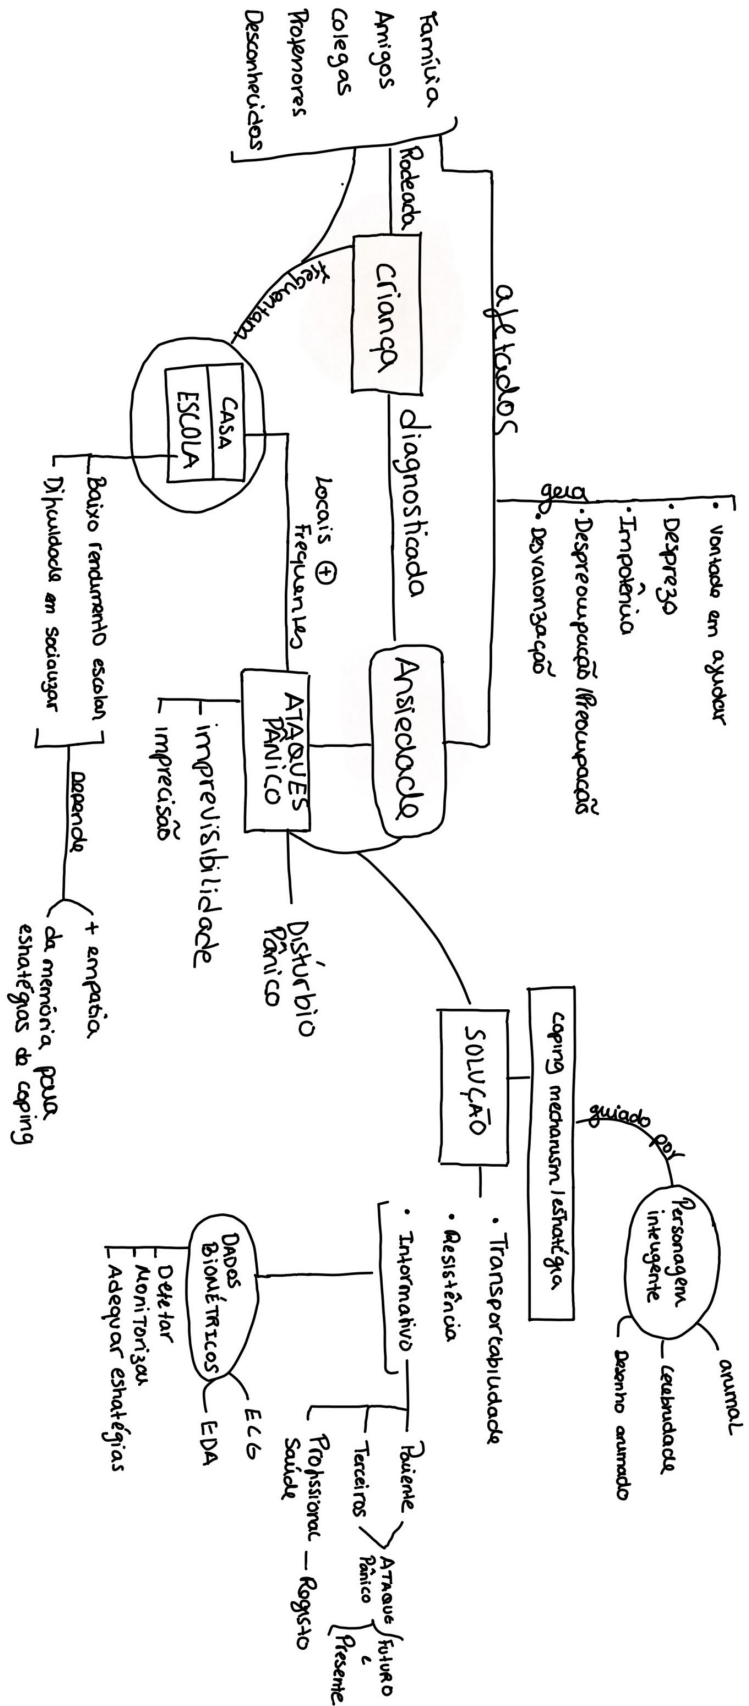 Família
Amigos
Colegas
Professores
Desconhecidos
Rodeada
criança
frequentam
CASA
ESCOLA
Baixo rendimento escolar
Dificuldade em socializar
Depende
+ empatia
da memória para
estratégias de coping
afetados
gera
• vontade em ajudar
• Desprezo
• Impotência
• Despreocupação/Preocupação
• Desvalorização
diagnosticada
Ansiedade
Locais +
Frequentes
ATAQUES
PÂNICO
imprevisibilidade
imprecisão
Distúrbio
Pânico
SOLUÇÃO
coping mechanism/estratégia
guiado por
Personagem
inteligente
animal
celebridade
Desenho animado
• Transportabilidade
• Resistência
• Informativo
Paciente
Terceiros
Profissional
Saúde
Registo
ATAQUE
Pânico
FUTURO
e
Presente
DADOS
BIOMÉTRICOS
ECG
EDA
Detetar
Monitorizar
Adequar estratégias